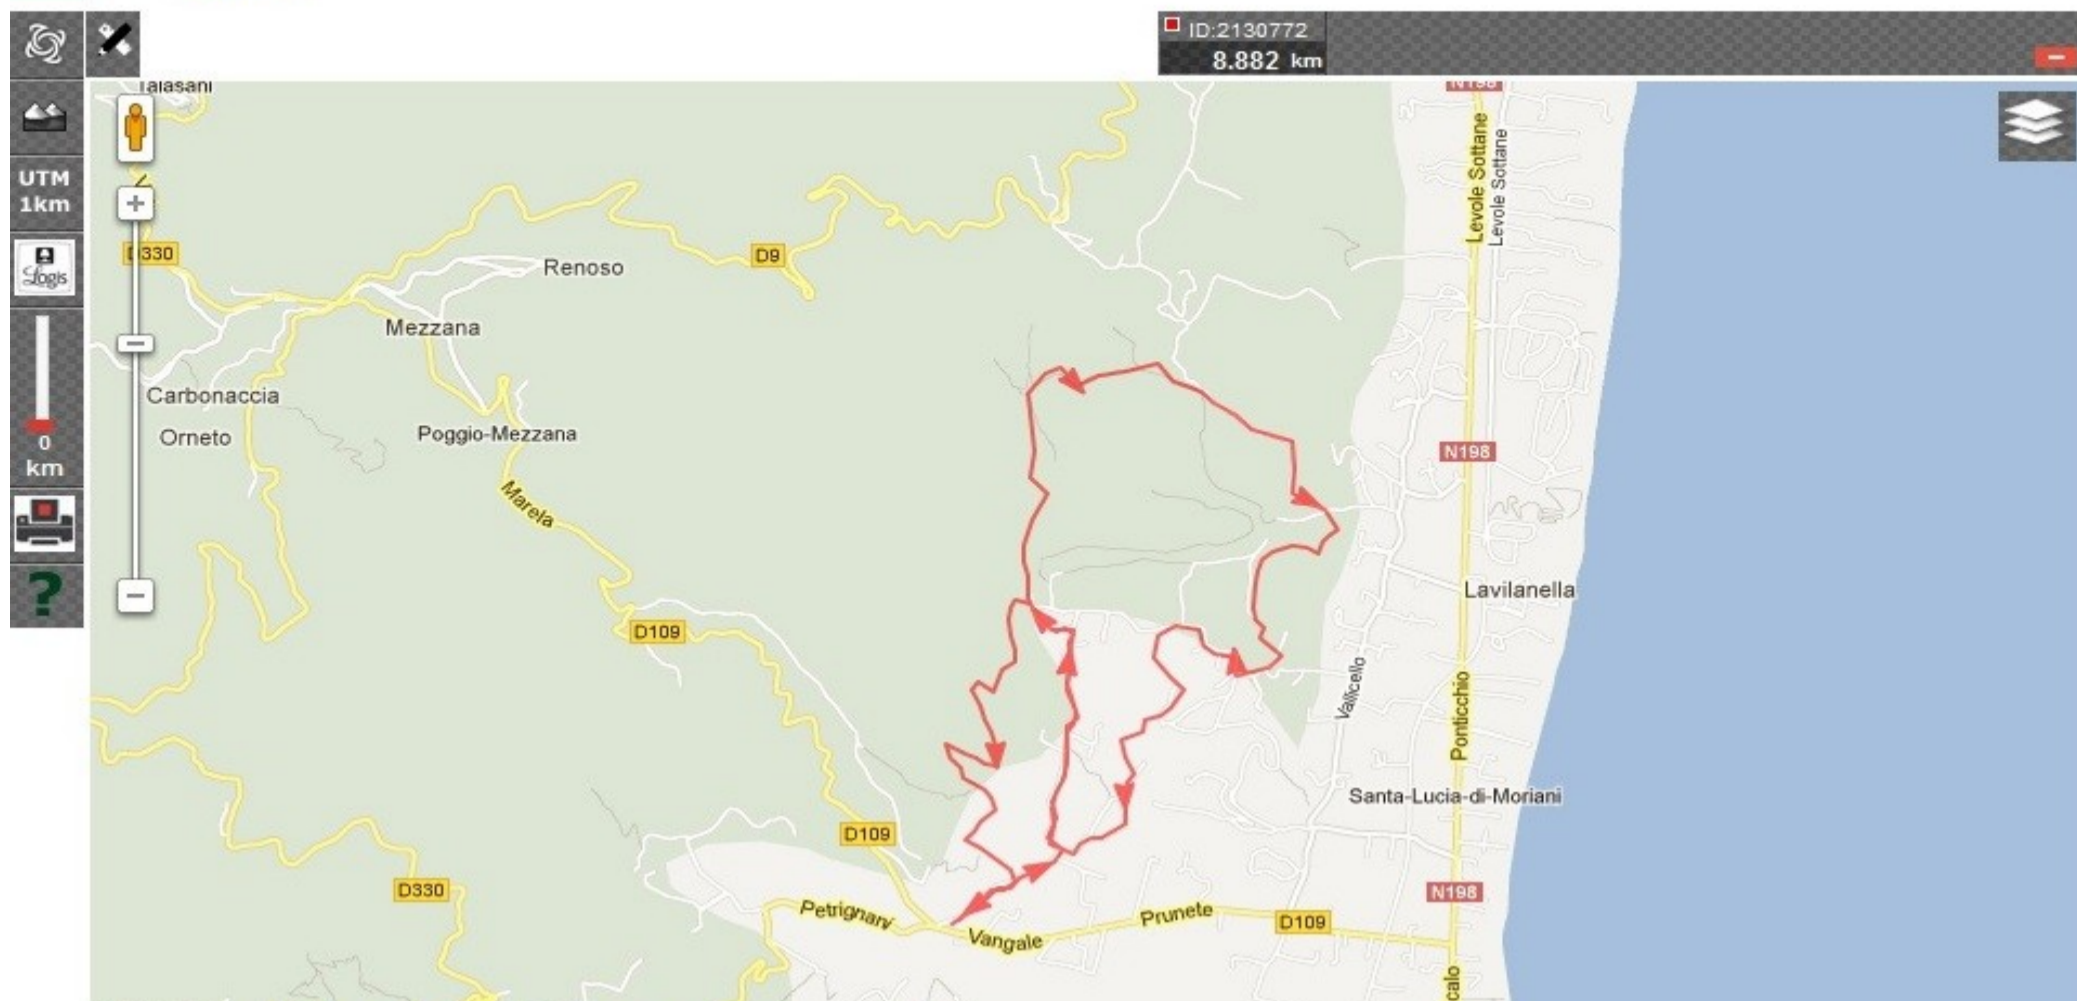 ID:2130772
8.882 km
Talasani
N198
UTM
1km
Levole Sottane
Levole Sottane
D330
D9
Renoso
Logis
Mezzana
Carbonaccia
Orneto
Poggio-Mezzana
0
km
N198
Marela
?
Lavilanella
D109
Vallicello
Ponticchio
Santa-Lucia-di-Moriani
D109
D330
N198
Petrignani
Prunete
D109
Vangale
calo